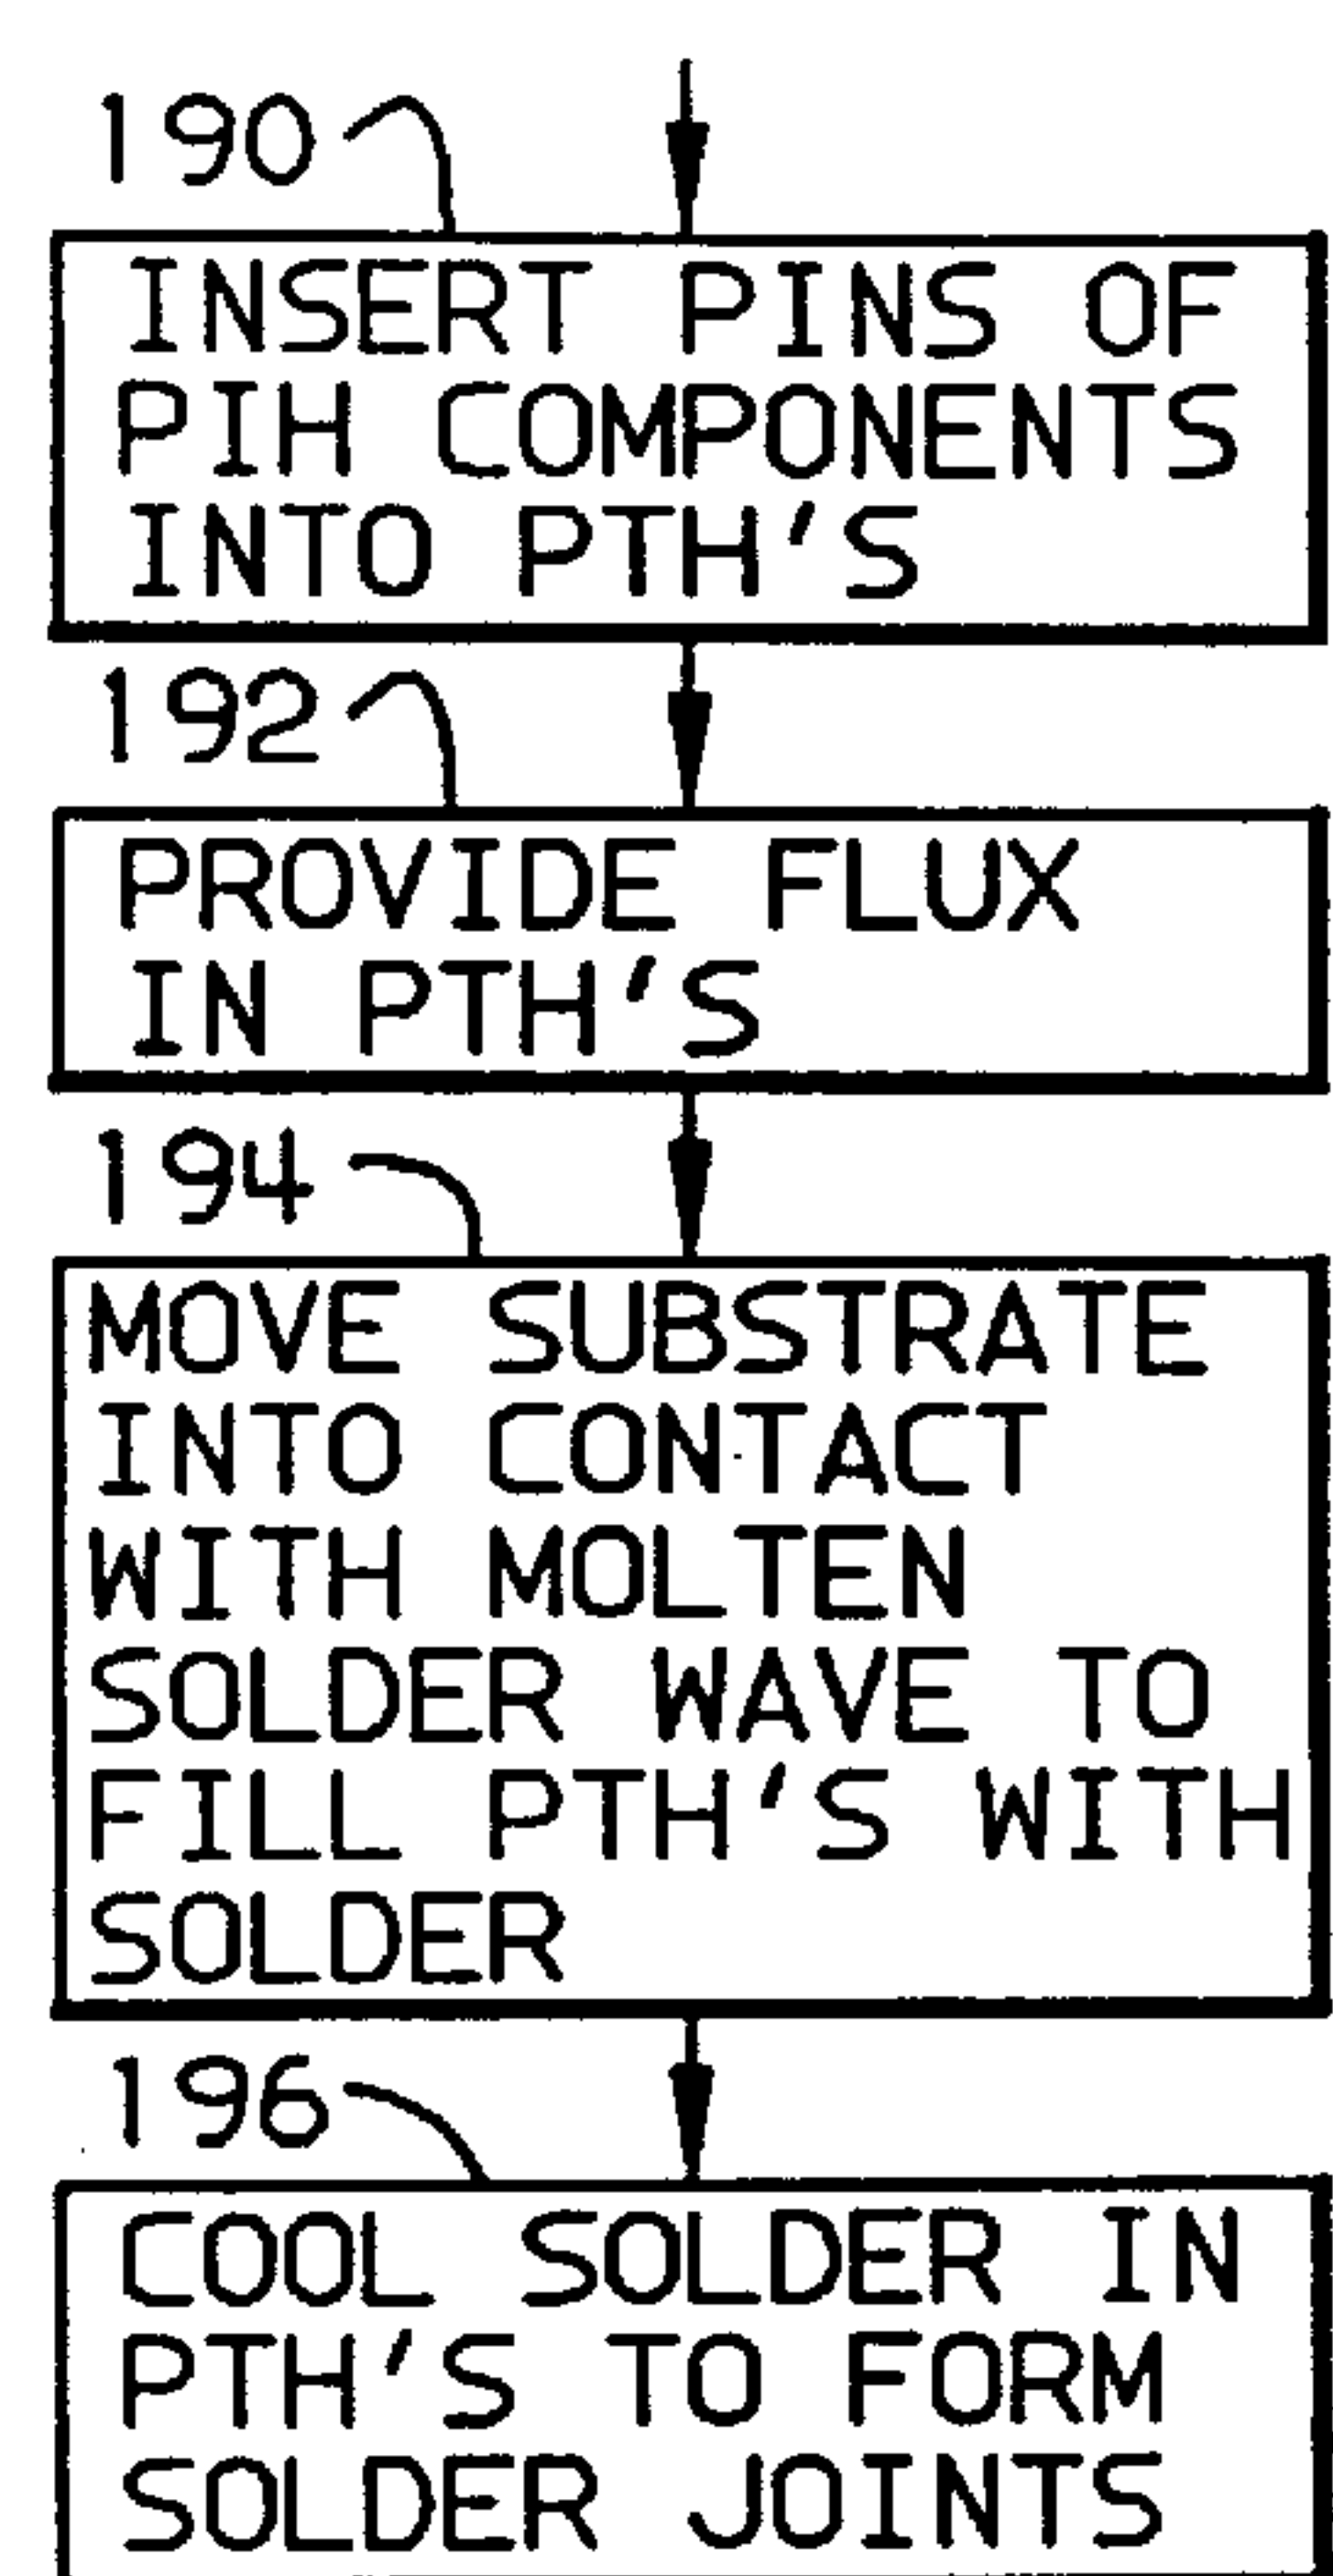 190
INSERT PINS OF
PIH COMPONENTS
INTO PTH'S
192
PROVIDE FLUX
IN PTH'S
194
MOVE SUBSTRATE
INTO CONTACT
WITH MOLTEN
SOLDER WAVE TO
FILL PTH'S WITH
SOLDER
196
COOL SOLDER IN
PTH'S TO FORM
SOLDER JOINTS